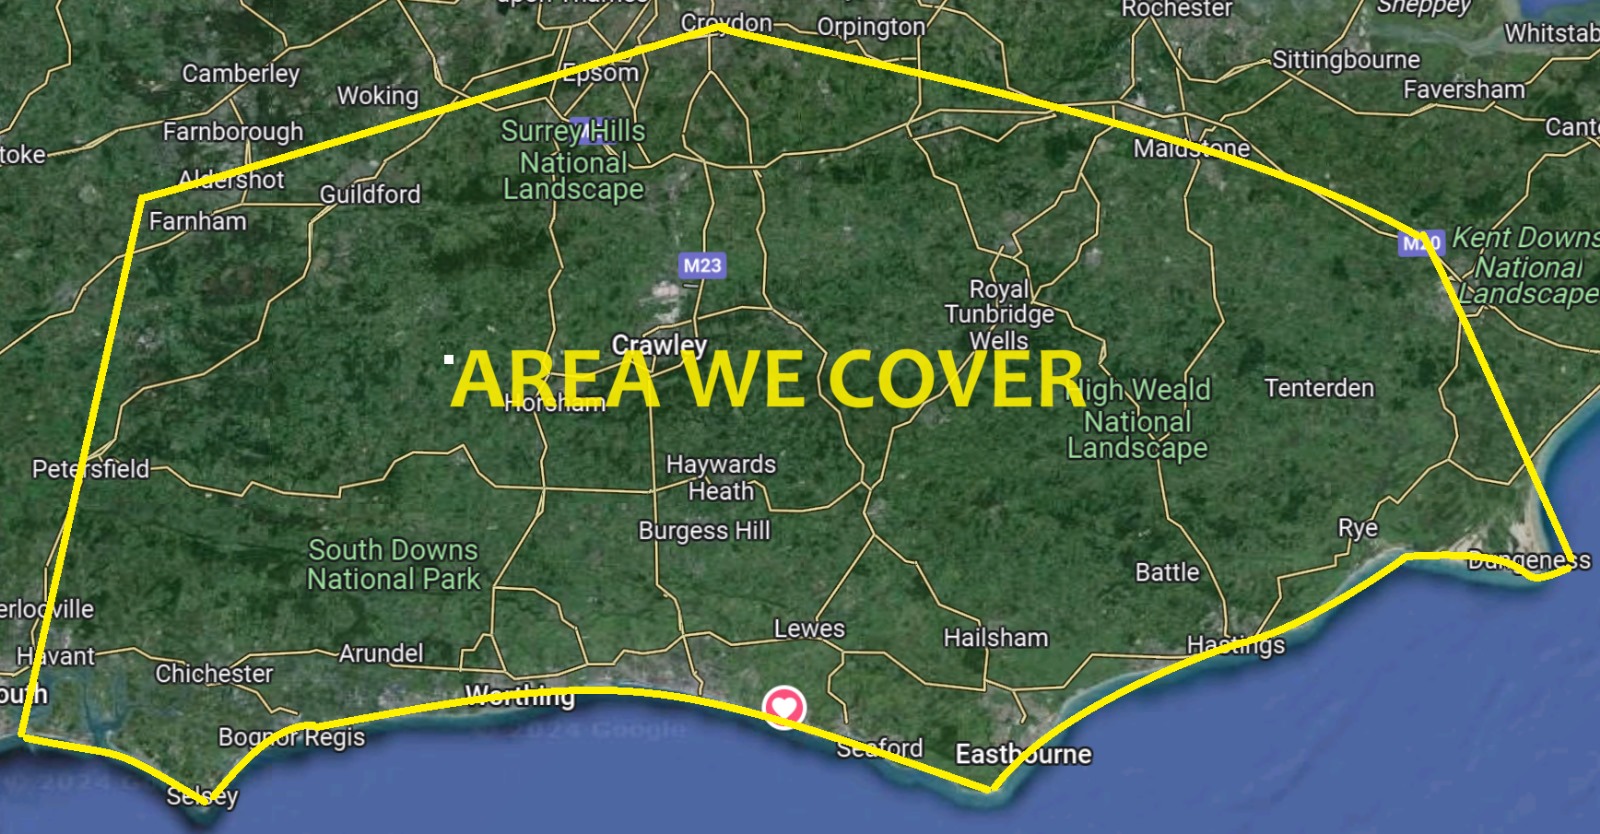 Croydon
Orpington
Rochester
Sheppey
Whitstab
Camberley
Epsom
Sittingbourne
Woking
Faversham
Farnborough
Surrey Hills
National
Landscape
Cant
toke
Maidstone
Aldershot
Guildford
Farnham
M20
Kent Downs
National
Landscape
M23
Royal
Tunbridge
Wells
Crawley
AREA WE COVER
Horsham
High Weald
National
Landscape
Tenterden
Petersfield
Haywards
Heath
Burgess Hill
Rye
South Downs
National Park
Battle
Dungeness
erlooville
Lewes
Hailsham
Hastings
Havant
Arundel
Chichester
outh
Worthing
Bognor Regis
© 2024 Google
Seaford
Eastbourne
© 2024 G
Selsey